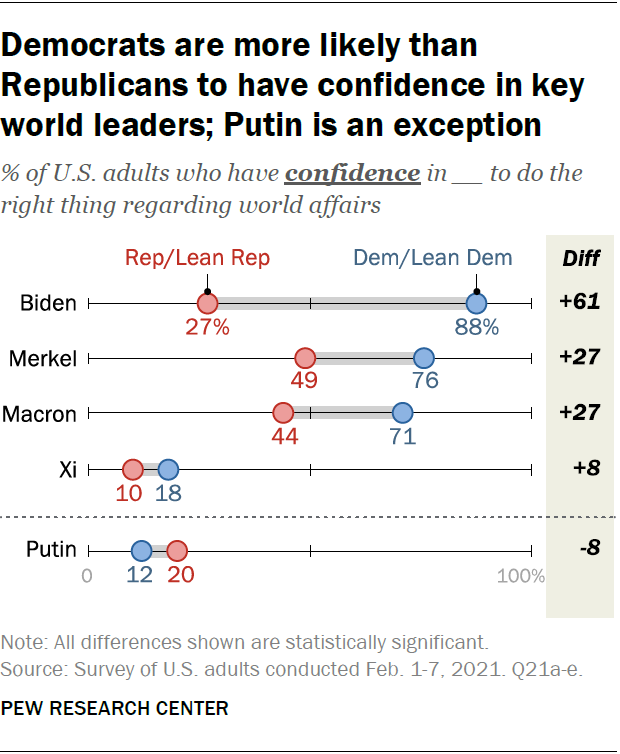 Democrats are more likely than
Republicans to have confidence in key
world leaders; Putin is an exception
% of U.S. adults who have confidence in __ to do the
right thing regarding world affairs
Rep/Lean Rep Dem/Lean Dem Diff
Biden 27% 88% +61
Merkel 49 76 +27
Macron 44 71 +27
Xi 10 18 +8
Putin 12 20 -8
0 100%
Note: All differences shown are statistically significant.
Source: Survey of U.S. adults conducted Feb. 1-7, 2021. Q21a-e.
PEW RESEARCH CENTER